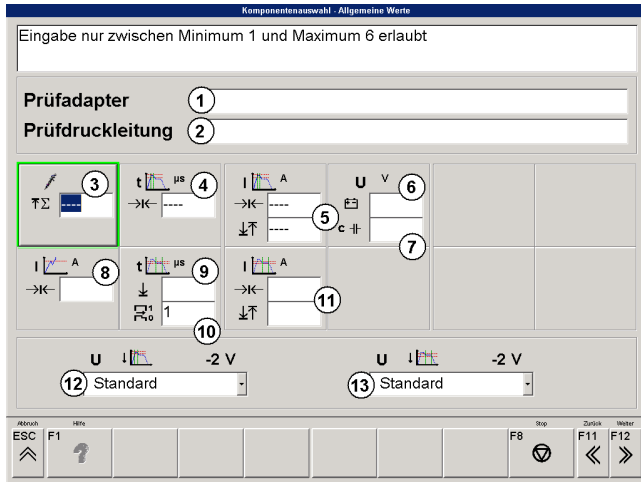 Komponentenauswahl - Allgemeine Werte
Eingabe nur zwischen Minimum 1 und Maximum 6 erlaubt
Prüfadapter 1
Prüfdruckleitung 2
3
Σ ----
t µs 4
----
I A
----
5
----
U V 6
C 7
I A 8
t µs 9
1
10
I A
11
U -2 V
12 Standard
U -2 V
13 Standard
Abbruch Hilfe Stop Zurück Weiter
ESC F1 F8 F11 F12